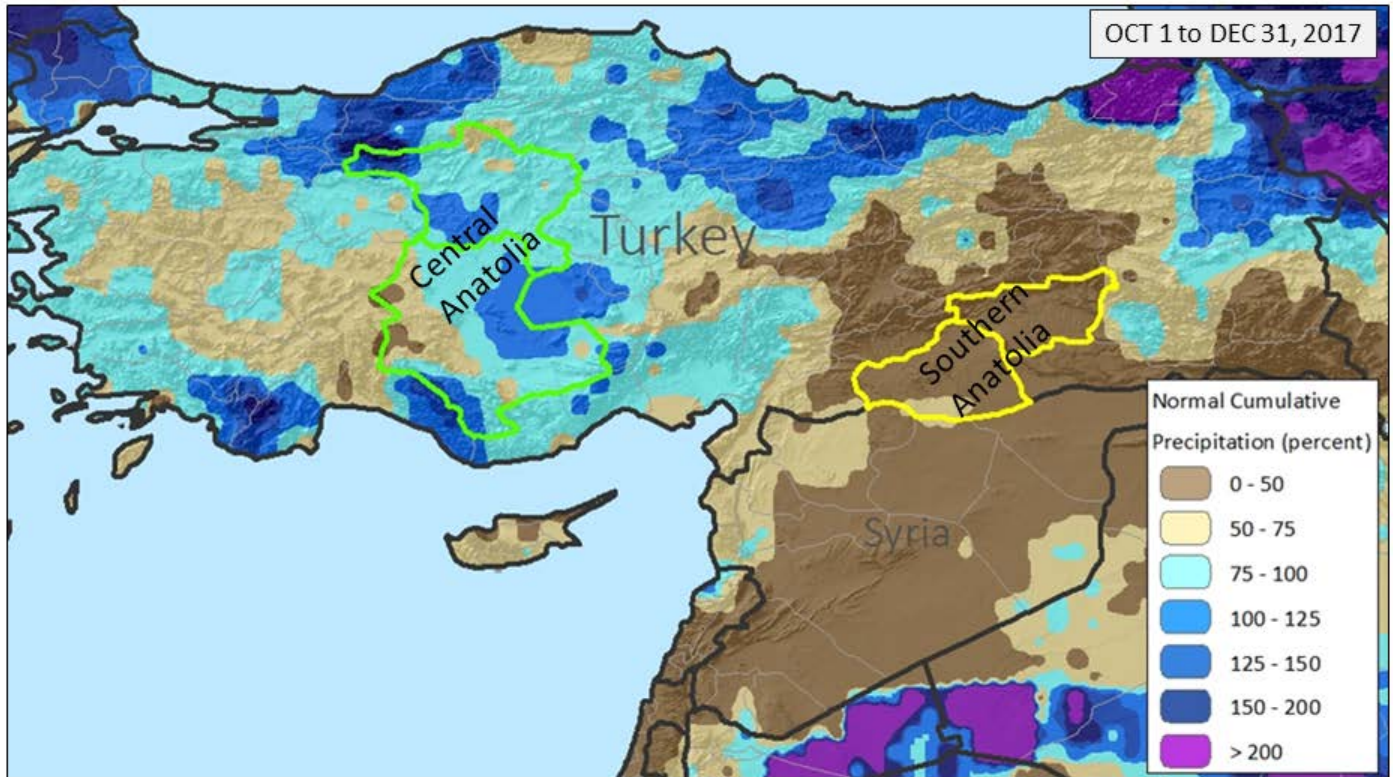 OCT 1 to DEC 31, 2017
Turkey
Central
Anatolia
Southern
Anatolia
Syria
Normal Cumulative
Precipitation (percent)
0 - 50
50 - 75
75 - 100
100 - 125
125 - 150
150 - 200
> 200